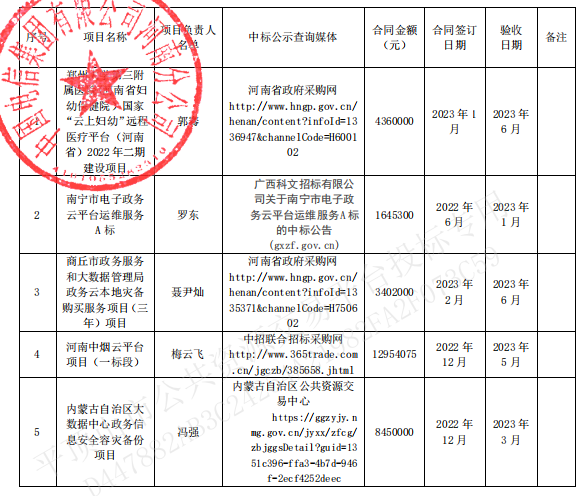 序号 项目名称 项目负责人名单 中标公示查询媒体 合同金额（元） 合同签订日期 验收日期 备注
郑州 第三附
属医 河南省妇
幼保健院）国家
“云上妇幼”远程
医疗平台（河南
省）2022年二期
建设项目
郭
河南省政府采购网
http://www.hngp.gov.cn/
henan/content?infoId=13
36947&channelCode=H6001
02
4360000
2023年1月
2023年6月
2
南宁市电子政务
云平台运维服务
A标
罗东
广西科文招标有限公
司关于南宁市电子政
务云平台运维服务A标
的中标公告
(gxzf.gov.cn)
1645300
2022年6月
2023年1月
3
商丘市政务服务
和大数据管理局
政务云本地灾备
购买服务项目(三
年）项目
聂尹灿
河南省政府采购网
http://www.hngp.gov.cn/
henan/content?infoId=13
35371&channelCode=H7506
02
3402000
2023年2月
2023年6月
4
河南中烟云平台
项目（一标段）
梅云飞
中招联合招标采购网
http://www.365trade.com
.cn/jgczb/385658.jhtml
12954075
2022年12月
2023年5月
5
内蒙古自治区大
数据中心政务信
息安全容灾备份
项目
冯强
内蒙古自治区公共资源交
易中心
https://ggzyjy.n
mg.gov.cn/jyxx/zfcg/
zbjggsDetail?guid=13
51c396-ffa3-4b7d-946
f-2ecf4252deec
8450000
2022年12月
2023年3月